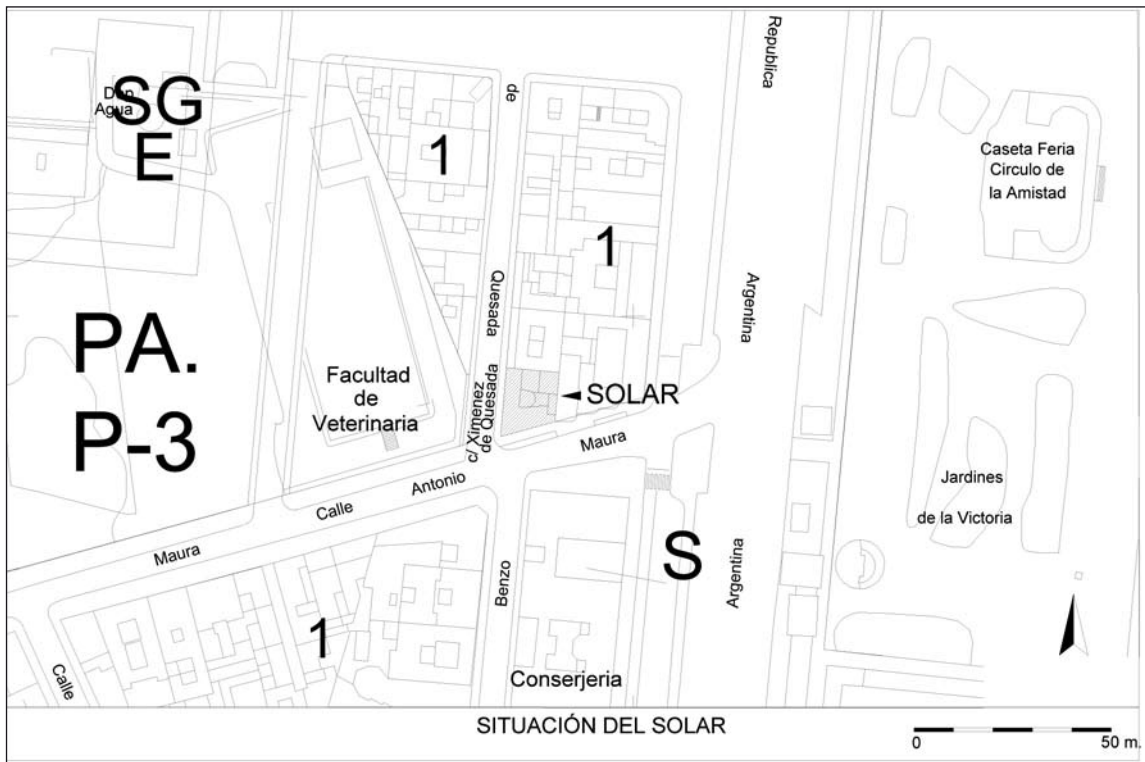 SG
E
Dep
Agua
1
de
Republica
Caseta Feria
Circulo de
la Amistad
1
Quesada
Argentina
PA.
P-3
Facultad
de
Veterinaria
SOLAR
c/ Ximenez
de Quesada
Maura
Antonio
Calle
Maura
Jardines
de la Victoria
S
Argentina
Benzo
1
Calle
Conserjeria
SITUACIÓN DEL SOLAR
0 50 m.